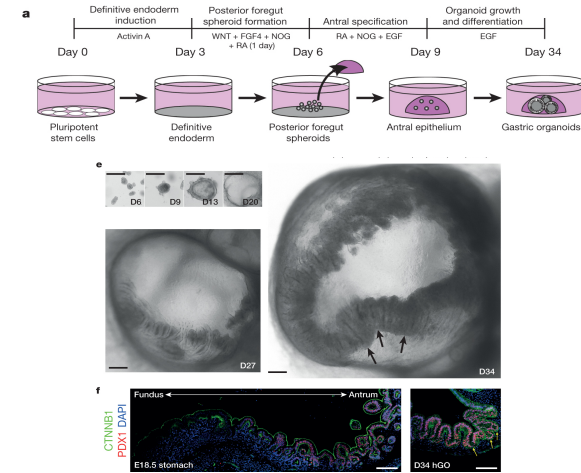 a
Definitive endoderm
induction
Posterior foregut
spheroid formation
Antral specification
Organoid growth
and differentiation
Activin A
WNT + FGF4 + NOG
+ RA (1 day)
RA + NOG + EGF
EGF
Day 0
Day 3
Day 6
Day 9
Day 34
Pluripotent
stem cells
Definitive
endoderm
Posterior foregut
spheroids
Antral epithelium
Gastric organoids
e
D6
D9
D13
D20
D27
D34
f
CTNNB1
PDX1 DAPI
Fundus
Antrum
E18.5 stomach
D34 hGO